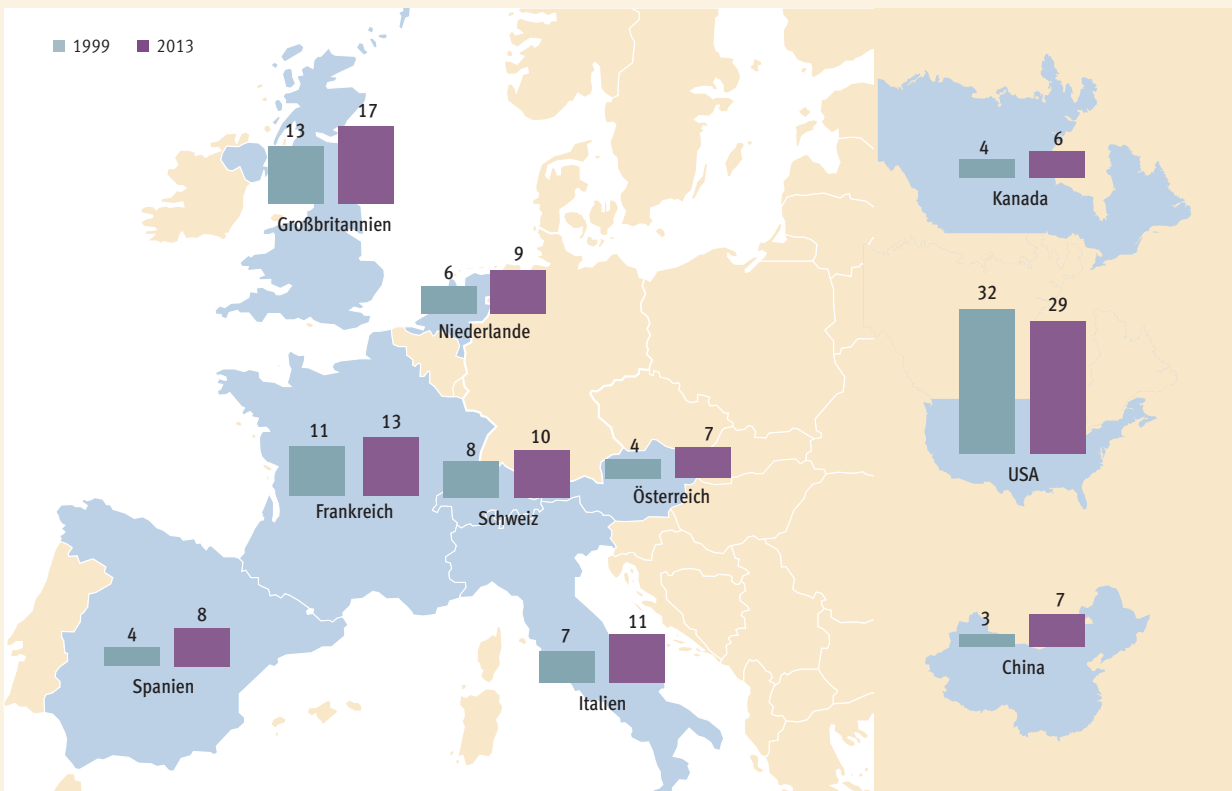 1999 2013
13 17
Großbritannien
6 9
Niederlande
11 13
Frankreich
8 10
Schweiz
4 7
Österreich
4 8
Spanien
7 11
Italien
4 6
Kanada
32 29
USA
3 7
China